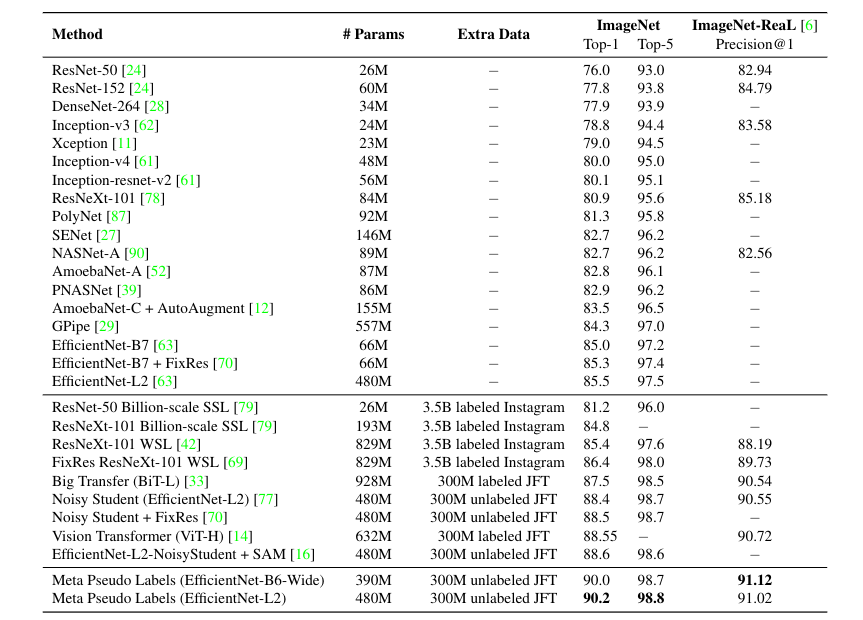 Method # Params Extra Data ImageNet ImageNet-ReaL [6]
Top-1 Top-5 Precision@1
ResNet-50 [24] 26M − 76.0 93.0 82.94
ResNet-152 [24] 60M − 77.8 93.8 84.79
DenseNet-264 [28] 34M − 77.9 93.9 −
Inception-v3 [62] 24M − 78.8 94.4 83.58
Xception [11] 23M − 79.0 94.5 −
Inception-v4 [61] 48M − 80.0 95.0 −
Inception-resnet-v2 [61] 56M − 80.1 95.1 −
ResNeXt-101 [78] 84M − 80.9 95.6 85.18
PolyNet [87] 92M − 81.3 95.8 −
SENet [27] 146M − 82.7 96.2 −
NASNet-A [90] 89M − 82.7 96.2 82.56
AmoebaNet-A [52] 87M − 82.8 96.1 −
PNASNet [39] 86M − 82.9 96.2 −
AmoebaNet-C + AutoAugment [12] 155M − 83.5 96.5 −
GPipe [29] 557M − 84.3 97.0 −
EfficientNet-B7 [63] 66M − 85.0 97.2 −
EfficientNet-B7 + FixRes [70] 66M − 85.3 97.4 −
EfficientNet-L2 [63] 480M − 85.5 97.5 −
ResNet-50 Billion-scale SSL [79] 26M 3.5B labeled Instagram 81.2 96.0 −
ResNeXt-101 Billion-scale SSL [79] 193M 3.5B labeled Instagram 84.8 − −
ResNeXt-101 WSL [42] 829M 3.5B labeled Instagram 85.4 97.6 88.19
FixRes ResNeXt-101 WSL [69] 829M 3.5B labeled Instagram 86.4 98.0 89.73
Big Transfer (BiT-L) [33] 928M 300M labeled JFT 87.5 98.5 90.54
Noisy Student (EfficientNet-L2) [77] 480M 300M unlabeled JFT 88.4 98.7 90.55
Noisy Student + FixRes [70] 480M 300M unlabeled JFT 88.5 98.7 −
Vision Transformer (ViT-H) [14] 632M 300M labeled JFT 88.55 − 90.72
EfficientNet-L2-NoisyStudent + SAM [16] 480M 300M unlabeled JFT 88.6 98.6 −
Meta Pseudo Labels (EfficientNet-B6-Wide) 390M 300M unlabeled JFT 90.0 98.7 91.12
Meta Pseudo Labels (EfficientNet-L2) 480M 300M unlabeled JFT 90.2 98.8 91.02